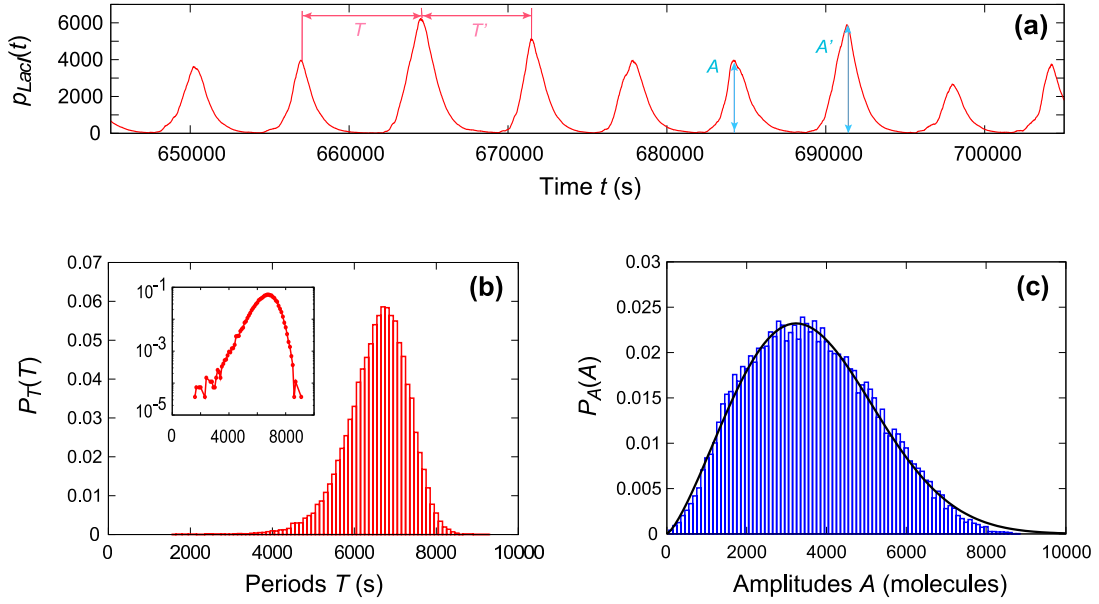 (a)
p_LacI(t)
6000
4000
2000
0
T
T'
A
A'
650000 660000 670000 680000 690000 700000
Time t (s)
(b)
P_T(T)
0.07
0.06
0.05
0.04
0.03
0.02
0.01
0
10^-1
10^-3
10^-5
0 4000 8000
0 2000 4000 6000 8000 10000
Periods T (s)
(c)
P_A(A)
0.03
0.025
0.02
0.015
0.01
0.005
0
0 2000 4000 6000 8000 10000
Amplitudes A (molecules)